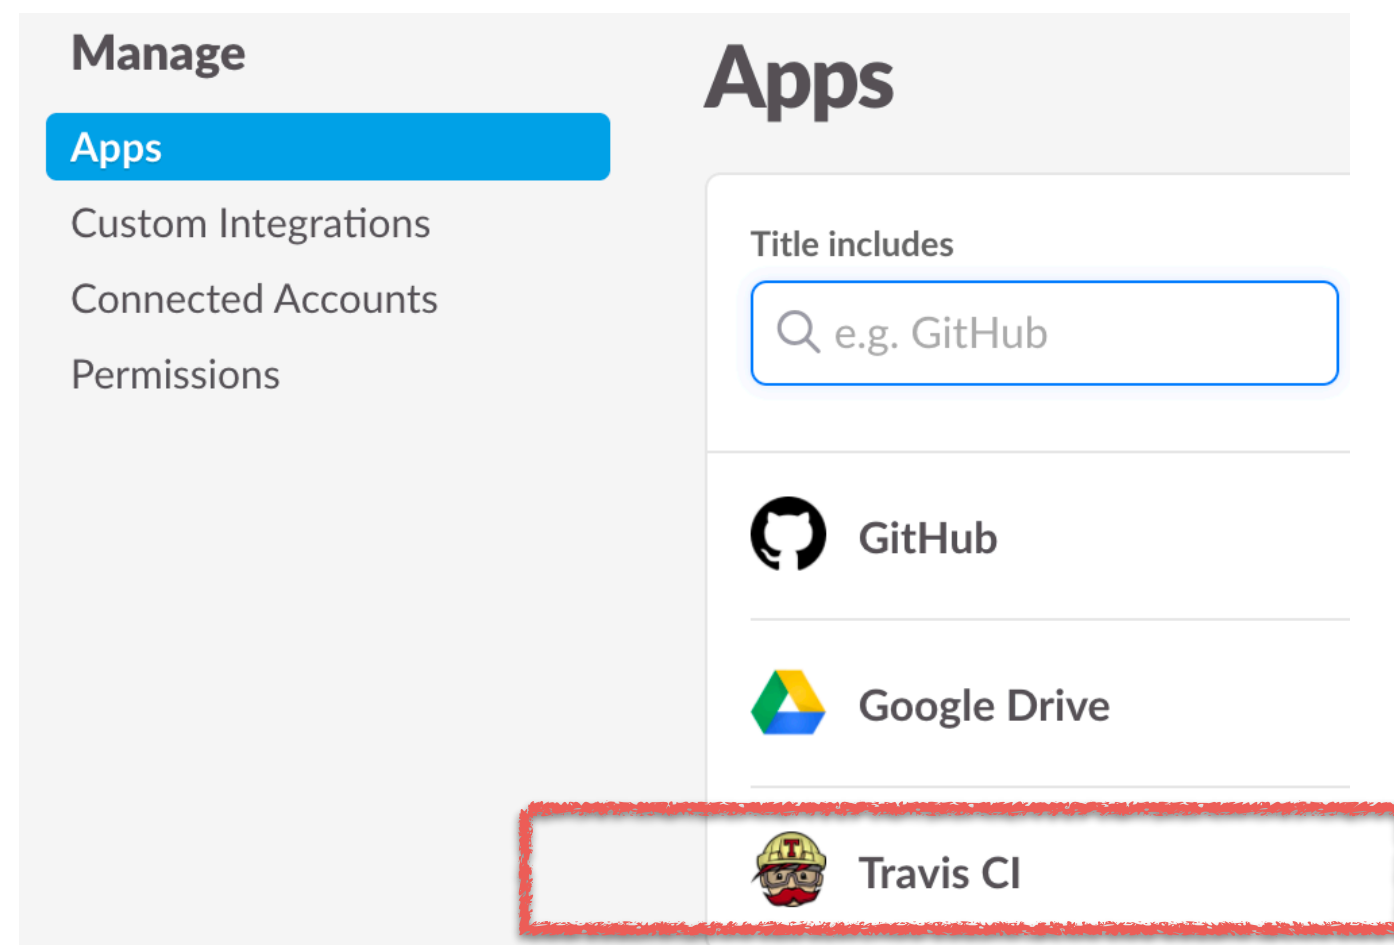 Manage
Apps
Custom Integrations
Connected Accounts
Permissions
Apps
Title includes
e.g. GitHub
GitHub
Google Drive
T
Travis CI